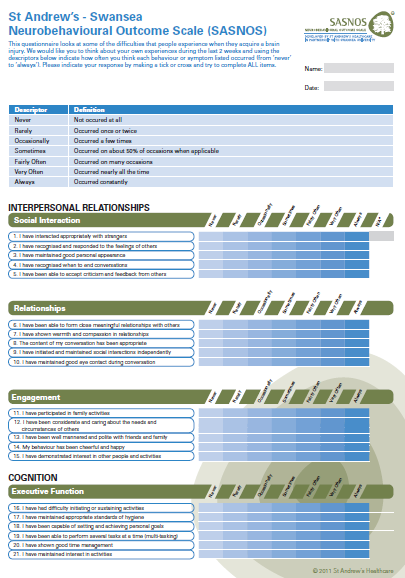 St Andrew's - Swansea
Neurobehavioural Outcome Scale (SASNOS)
This questionnaire looks at some of the difficulties that people experience when they acquire a brain
injury. We would like you to think about your own experiences during the last 2 weeks and using the
descriptors below indicate how often you think each behaviour or symptom listed occurred (from 'never'
to 'always'). Please indicate your response by making a tick or cross and try to complete ALL items.
SASNOS
Name:
Date:
Descriptor Definition
Never Not occurred at all
Rarely Occurred once or twice
Occasionally Occurred a few times
Sometimes Occurred on about 50% of occasions when applicable
Fairly Often Occurred on many occasions
Very Often Occurred nearly all the time
Always Occurred constantly
INTERPERSONAL RELATIONSHIPS
Social Interaction Never Rarely Occasionally Sometimes Fairly Often Very Often Always
1. I have interacted appropriately with strangers
2. I have recognised and responded to the feelings of others
3. I have maintained good personal appearance
4. I have recognised when to end conversations
5. I have been able to accept criticism and feedback from others
Relationships Never Rarely Occasionally Sometimes Fairly Often Very Often Always
6. I have been able to form close meaningful relationships with others
7. I have shown warmth and compassion in relationships
8. The content of my conversation has been appropriate
9. I have initiated and maintained social interactions independently
10. I have maintained good eye contact during conversation
Engagement Never Rarely Occasionally Sometimes Fairly Often Very Often Always
11. I have participated in family activities
12. I have been considerate and caring about the needs and
circumstances of others
13. I have been well mannered and polite with friends and family
14. My behaviour has been cheerful and happy
15. I have demonstrated interest in other people and activities
COGNITION
Executive Function Never Rarely Occasionally Sometimes Fairly Often Very Often Always
16. I have had difficulty initiating or sustaining activities
17. I have maintained appropriate standards of hygiene
18. I have been capable of setting and achieving personal goals
19. I have been able to perform several tasks at a time (multi-tasking)
20. I have shown good time management
21. I have maintained interest in activities
© 2011 St Andrew's Healthcare